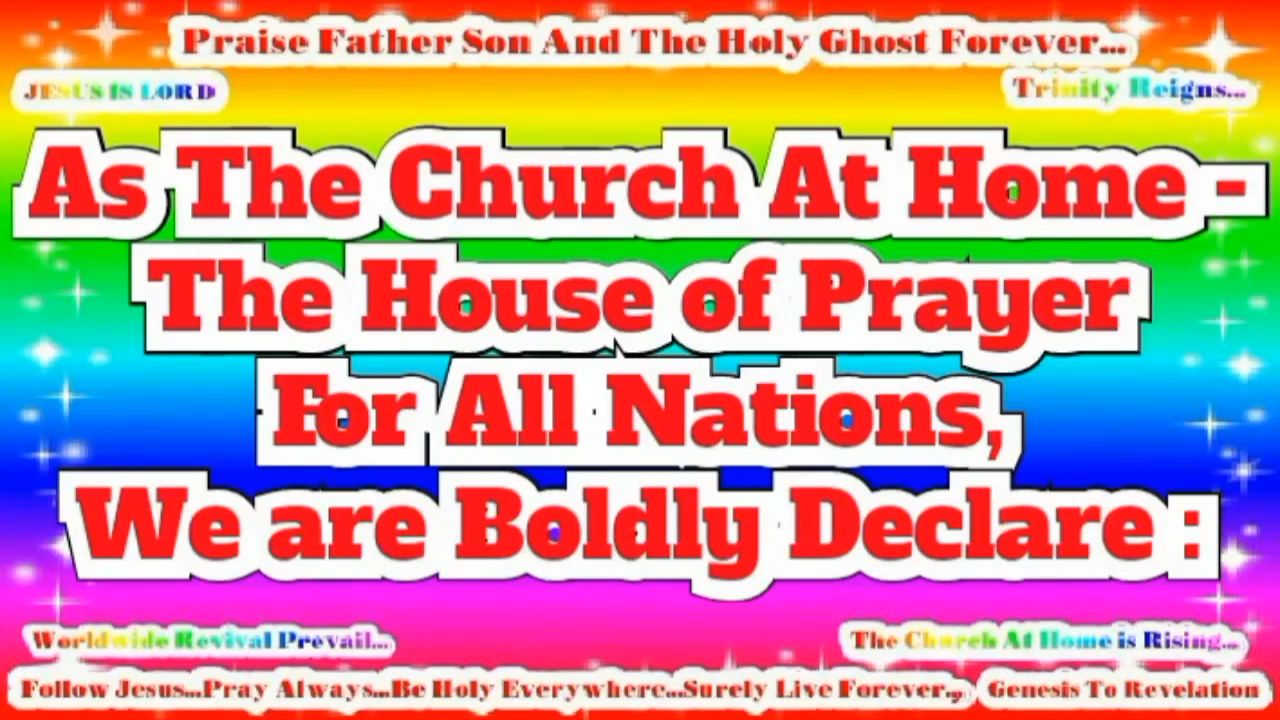 Praise Father Son And The Holy Ghost Forever...
JESUS IS LORD
Trinity Reigns...
As The Church At Home -
The House of Prayer
For All Nations,
We are Boldly Declare :
Worldwide Revival Prevail...
The Church At Home is Rising...
Follow Jesus...Pray Always...Be Holy Everywhere...Surely Live Forever..,
Genesis To Revelation